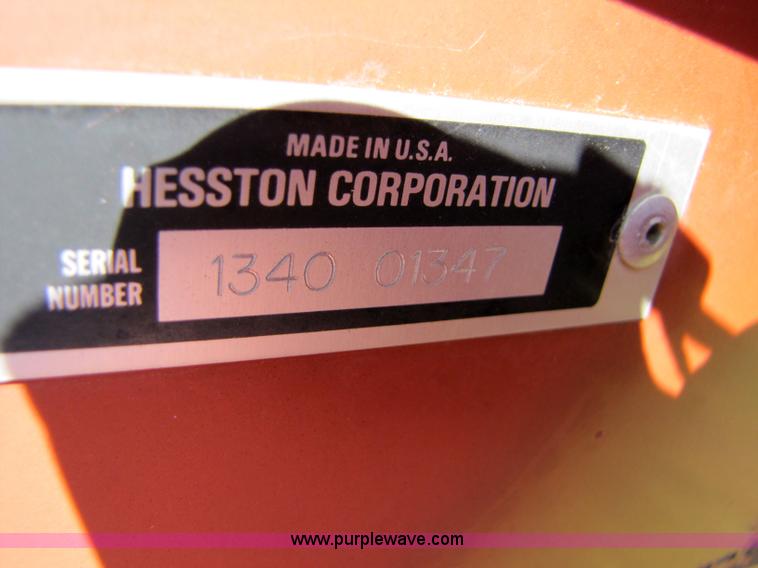 MADE IN U.S.A.
HESSTON CORPORATION
SERIAL NUMBER
1340 01347
www.purplewave.com